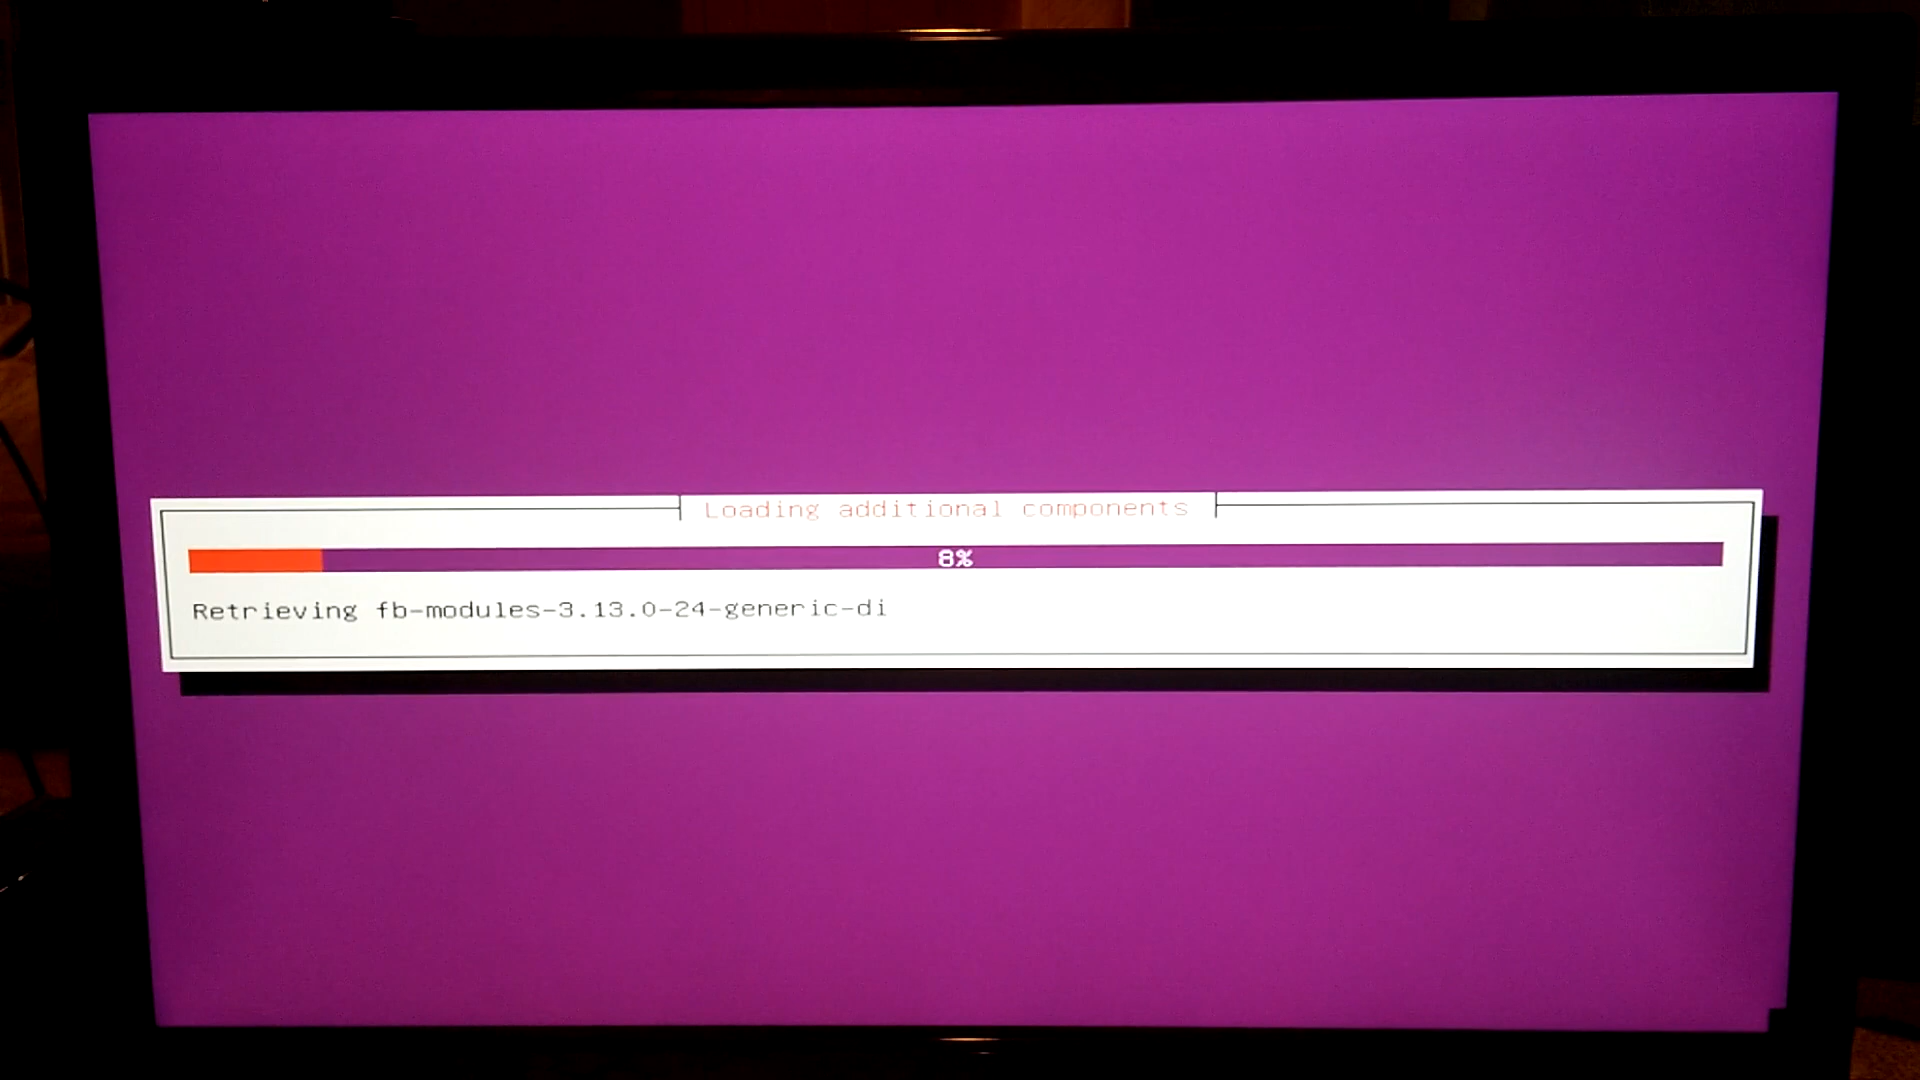 Loading additional components
8%
Retrieving fb-modules-3.13.0-24-generic-di